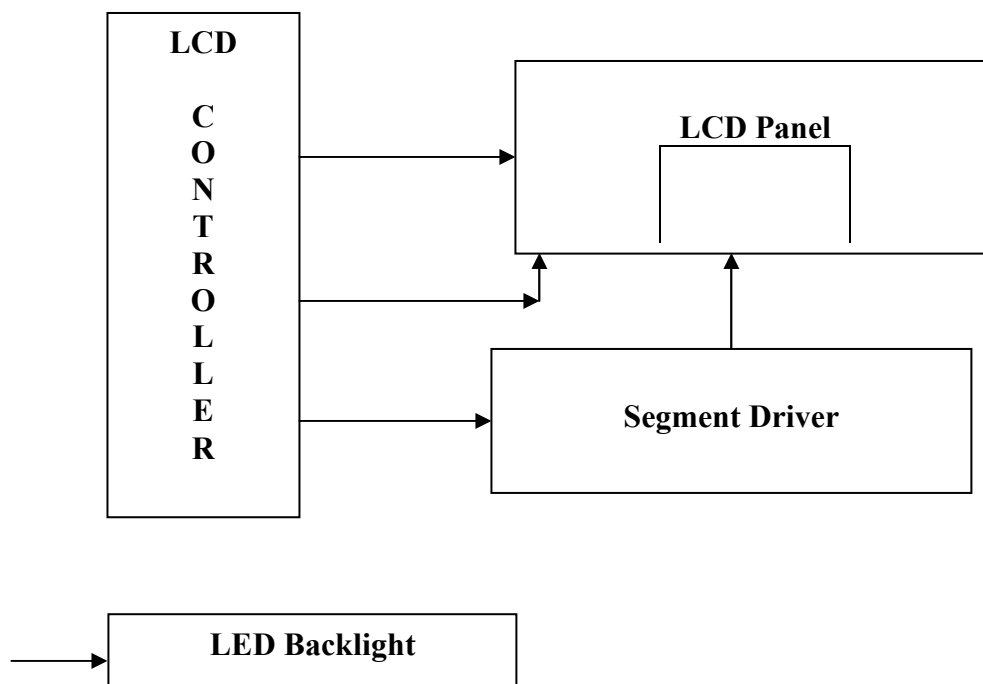 LCD
C
O
N
T
R
O
L
L
E
R
LCD Panel
Segment Driver
LED Backlight